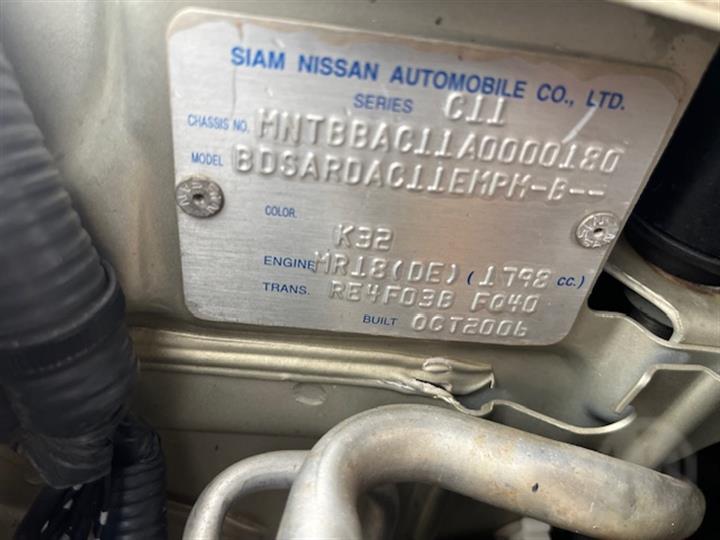 SIAM NISSAN AUTOMOBILE CO., LTD.
SERIES C11
CHASSIS NO. MNTBBAC11A0000180
MODEL BDSARDAC11EMPM-B--
COLOR
K32
ENGINE MR18(DE) (1798 cc.)
TRANS. RE4F03B FQ40
BUILT OCT2006